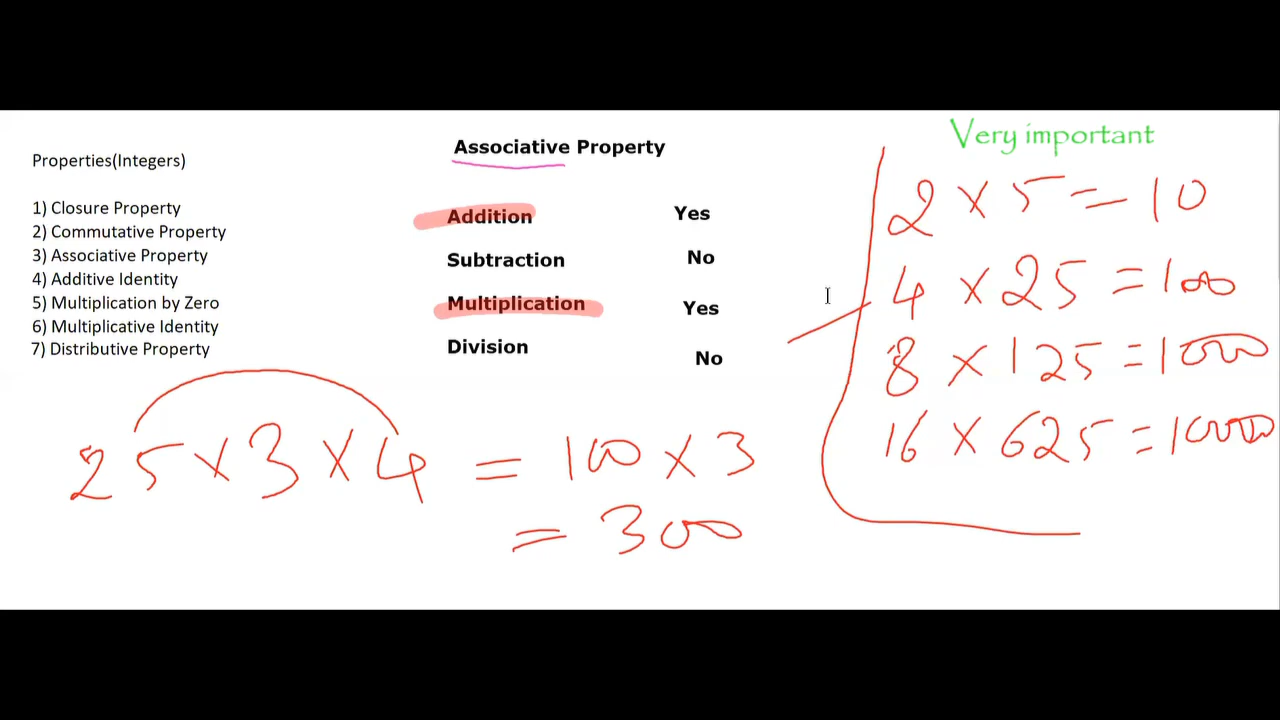 Properties(Integers)
1) Closure Property
2) Commutative Property
3) Associative Property
4) Additive Identity
5) Multiplication by Zero
6) Multiplicative Identity
7) Distributive Property
Associative Property
Addition Yes
Subtraction No
Multiplication Yes
Division No
25 × 3 × 4 = 100 × 3
= 300
Very important
2 × 5 = 10
4 × 25 = 100
8 × 125 = 1000
16 × 625 = 10000